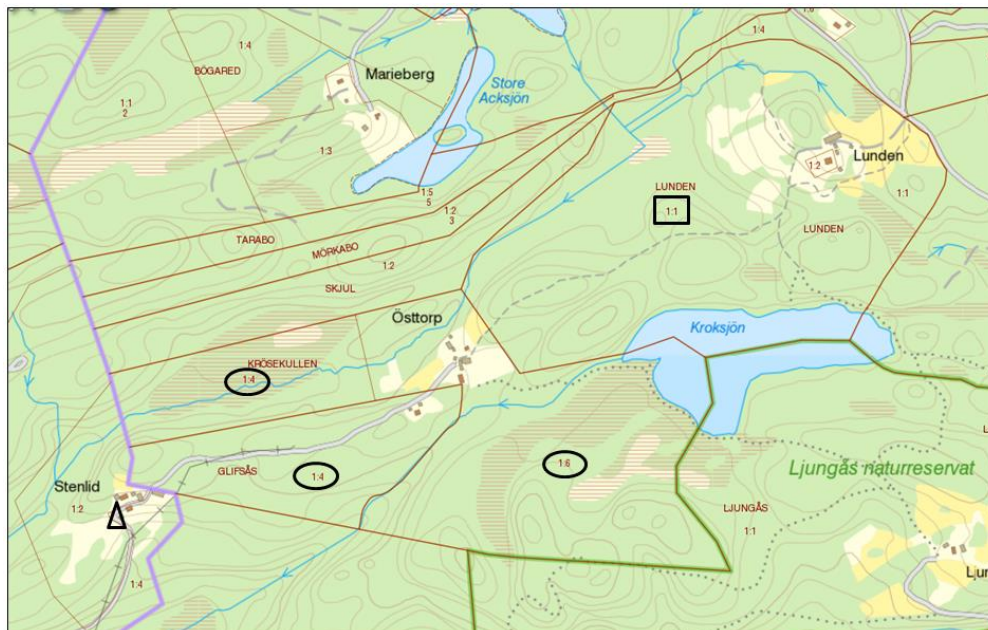 1:4
1:6
1:4
BÖGARED
Marieberg
Store
Acksjön
1:1
2
1:3
Lunden
1:2
1:5
5
LUNDEN
1:1
1:1
1:2
3
TARABO
MÖRKABO
LUNDEN
1:2
SKJUL
Östtorp
Kroksjön
KRÖSEKULLEN
1:4
GLIFSÅS
1:4
1:6
Ljungås naturreservat
Stenlid
1:2
LJUNGÅS
1:1
1:4